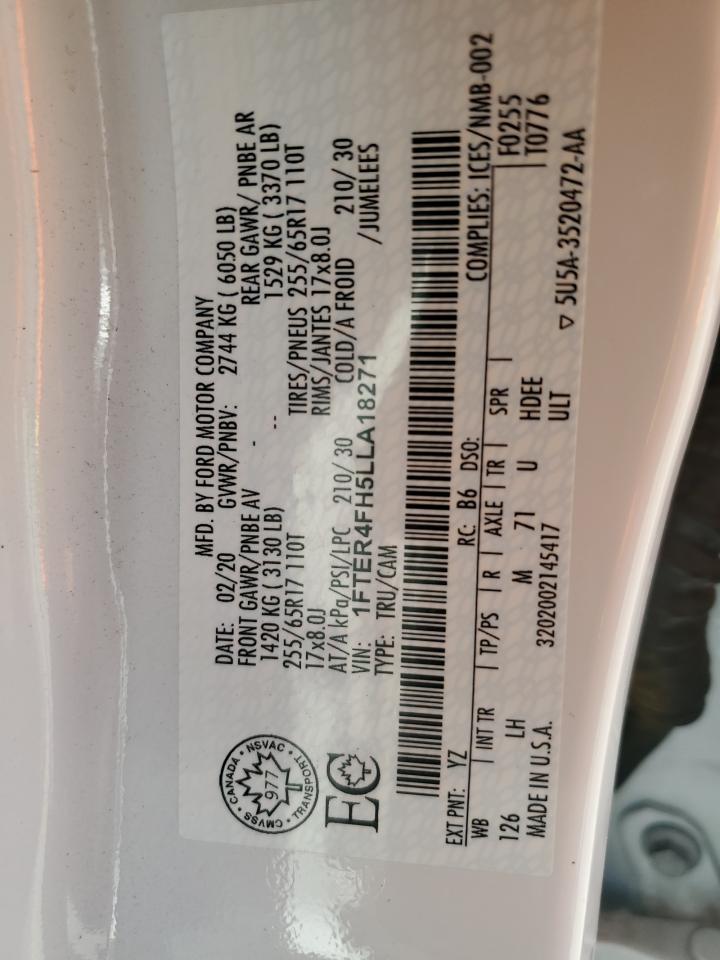 MFD. BY FORD MOTOR COMPANY
DATE: 02/20 GVWR/PNBV: 2744 KG ( 6050 LB)
FRONT GAWR/PNBE AV - REAR GAWR/ PNBE AR
1420 KG ( 3130 LB) -- 1529 KG ( 3370 LB)
255/65R17 110T TIRES/PNEUS 255/65R17 110T
17x8.0J RIMS/JANTES 17x8.0J
AT/A kPa/PSI/LPC 210/ 30 COLD/A FROID 210/ 30
VIN: 1FTER4FH5LLA18271 /JUMELEES
TYPE: TRU/CAM
CANADA • NSVAC • TRANSPORT • CMVSS •
977
EC
EXT PNT: YZ RC: B6 DSO: COMPLIES: ICES/NMB-002
WB INT TR TP/PS R AXLE TR SPR F0255
126 LH M 71 U HDEE T0776
MADE IN U.S.A. 3202002145417 ULT
▽ 5U5A-3520472-AA